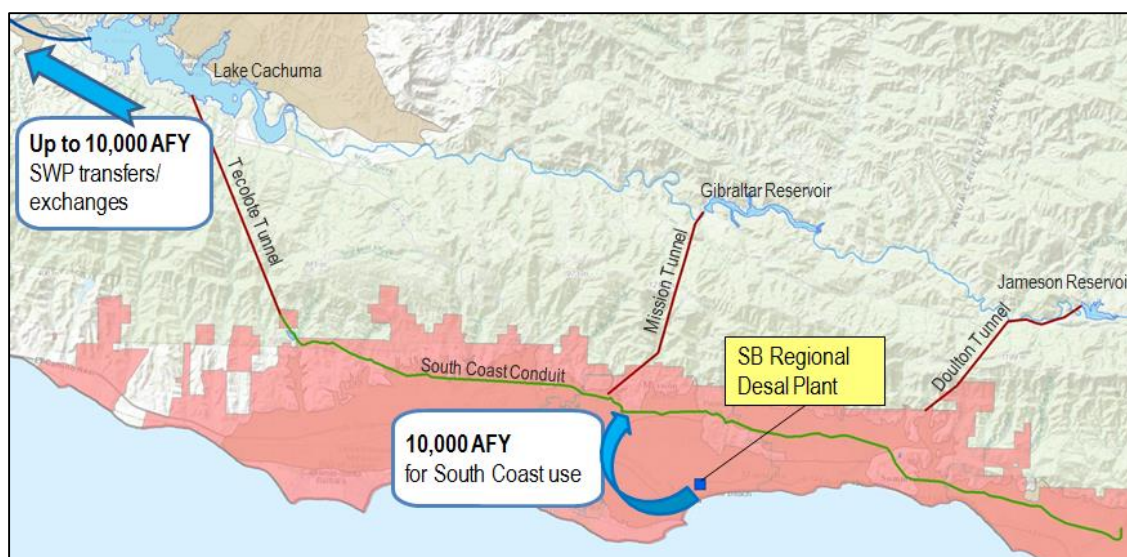 Lake Cachuma
Up to 10,000 AFY
SWP transfers/
exchanges
Tecolote Tunnel
Gibraltar Reservoir
Mission Tunnel
Jameson Reservoir
Doulton Tunnel
SB Regional
Desal Plant
South Coast Conduit
10,000 AFY
for South Coast use